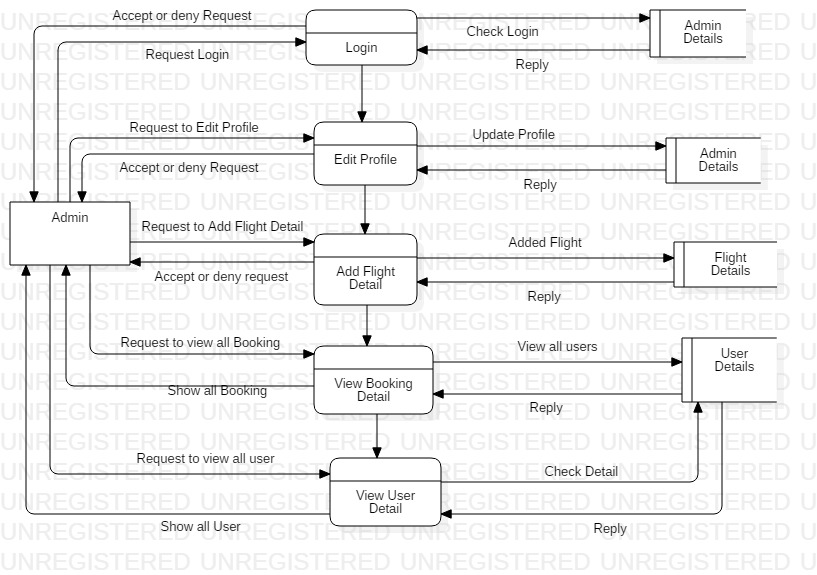 Accept or deny Request
Login
Check Login
Admin
Details
Request Login
Reply
Request to Edit Profile
Accept or deny Request
Edit Profile
Update Profile
Reply
Admin
Details
Admin
Request to Add Flight Detail
Accept or deny request
Add Flight
Detail
Added Flight
Reply
Flight
Details
Request to view all Booking
Show all Booking
View Booking
Detail
View all users
Reply
User
Details
Request to view all user
Show all User
View User
Detail
Check Detail
Reply
UNREGISTERED